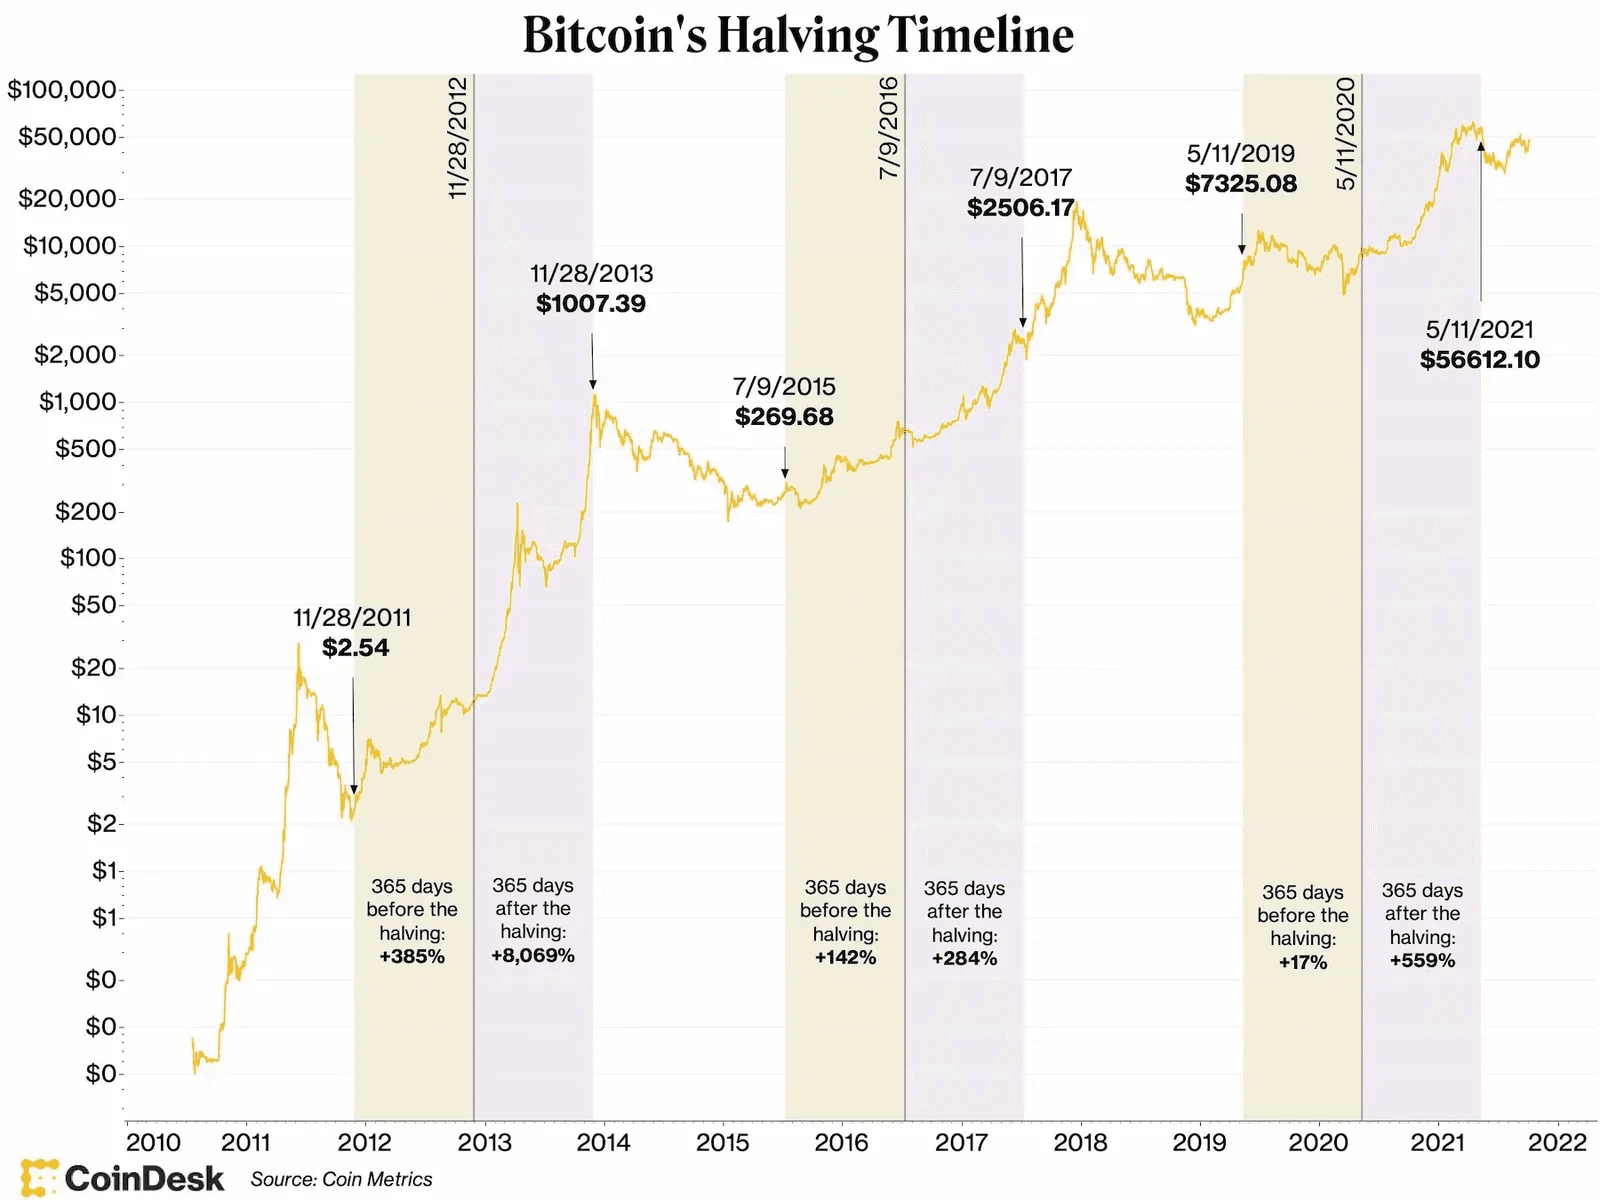 Bitcoin's Halving Timeline
$100,000
$50,000
$20,000
$10,000
$5,000
$2,000
$1,000
$500
$200
$100
$50
$20
$10
$5
$2
$1
$1
$0
$0
$0
11/28/2012
7/9/2016
5/11/2020
11/28/2011
$2.54
11/28/2013
$1007.39
7/9/2015
$269.68
7/9/2017
$2506.17
5/11/2019
$7325.08
5/11/2021
$56612.10
365 days
before the
halving:
+385%
365 days
after the
halving:
+8,069%
365 days
before the
halving:
+142%
365 days
after the
halving:
+284%
365 days
before the
halving:
+17%
365 days
after the
halving:
+559%
2010 2011 2012 2013 2014 2015 2016 2017 2018 2019 2020 2021 2022
CoinDesk Source: Coin Metrics